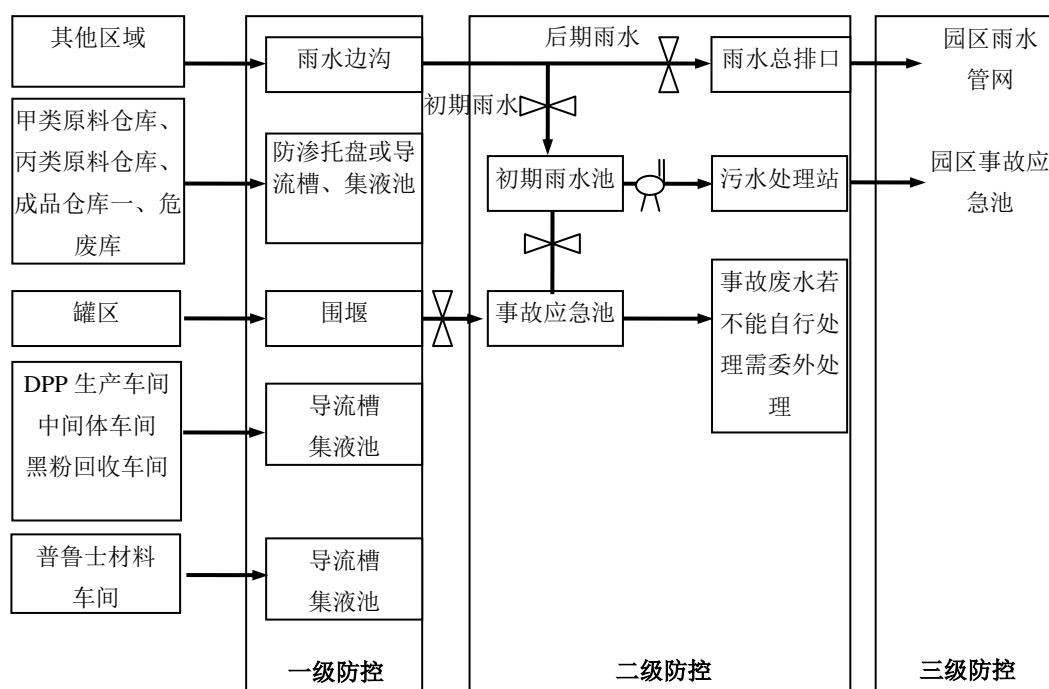 其他区域
雨水边沟
后期雨水
雨水总排口
园区雨水
管网
初期雨水
甲类原料仓库、
丙类原料仓库、
成品仓库一、危
废库
防渗托盘或导
流槽、集液池
初期雨水池
污水处理站
园区事故应
急池
罐区
围堰
事故应急池
事故废水若
不能自行处
理需委外处
理
DPP 生产车间
中间体车间
黑粉回收车间
导流槽
集液池
普鲁士材料
车间
导流槽
集液池
一级防控
二级防控
三级防控